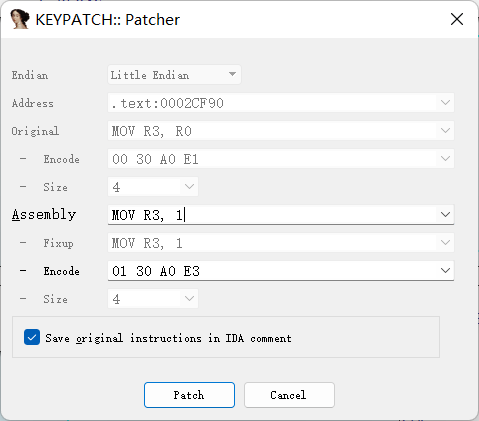 KEYPATCH:: Patcher
Endian Little Endian
Address .text:0002CF90
Original MOV R3, R0
- Encode 00 30 A0 E1
- Size 4
Assembly MOV R3, 1
- Fixup MOV R3, 1
- Encode 01 30 A0 E3
- Size 4
Save original instructions in IDA comment
Patch Cancel